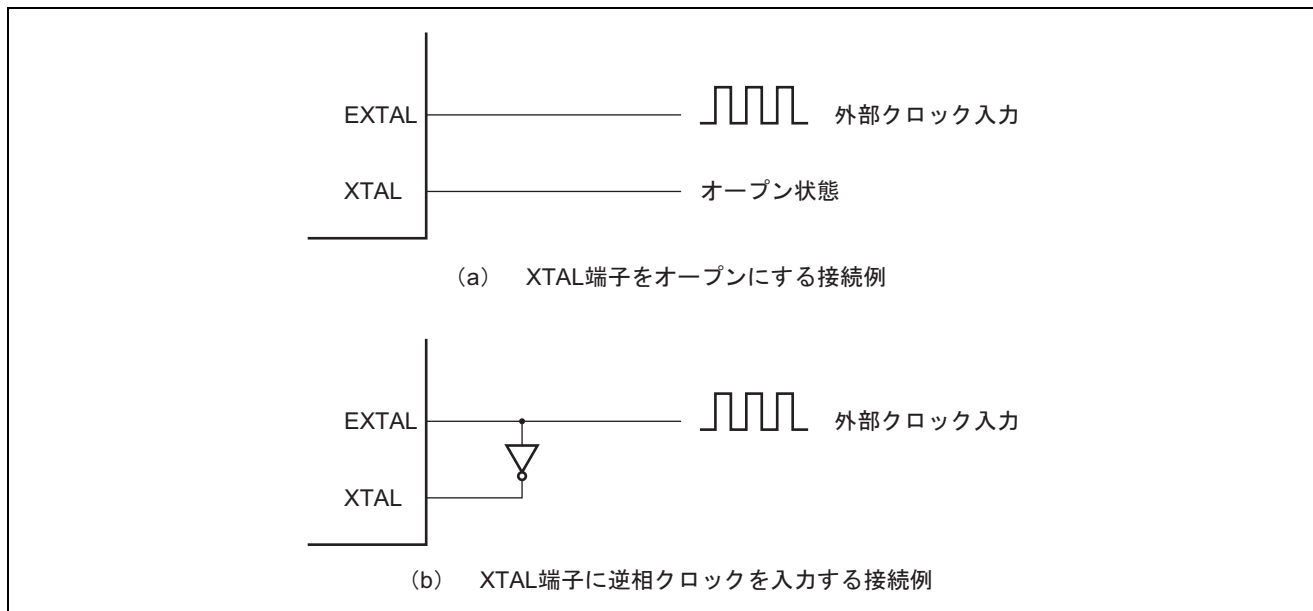 EXTAL 外部クロック入力
XTAL オープン状態
（a） XTAL端子をオープンにする接続例
EXTAL 外部クロック入力
XTAL
（b） XTAL端子に逆相クロックを入力する接続例